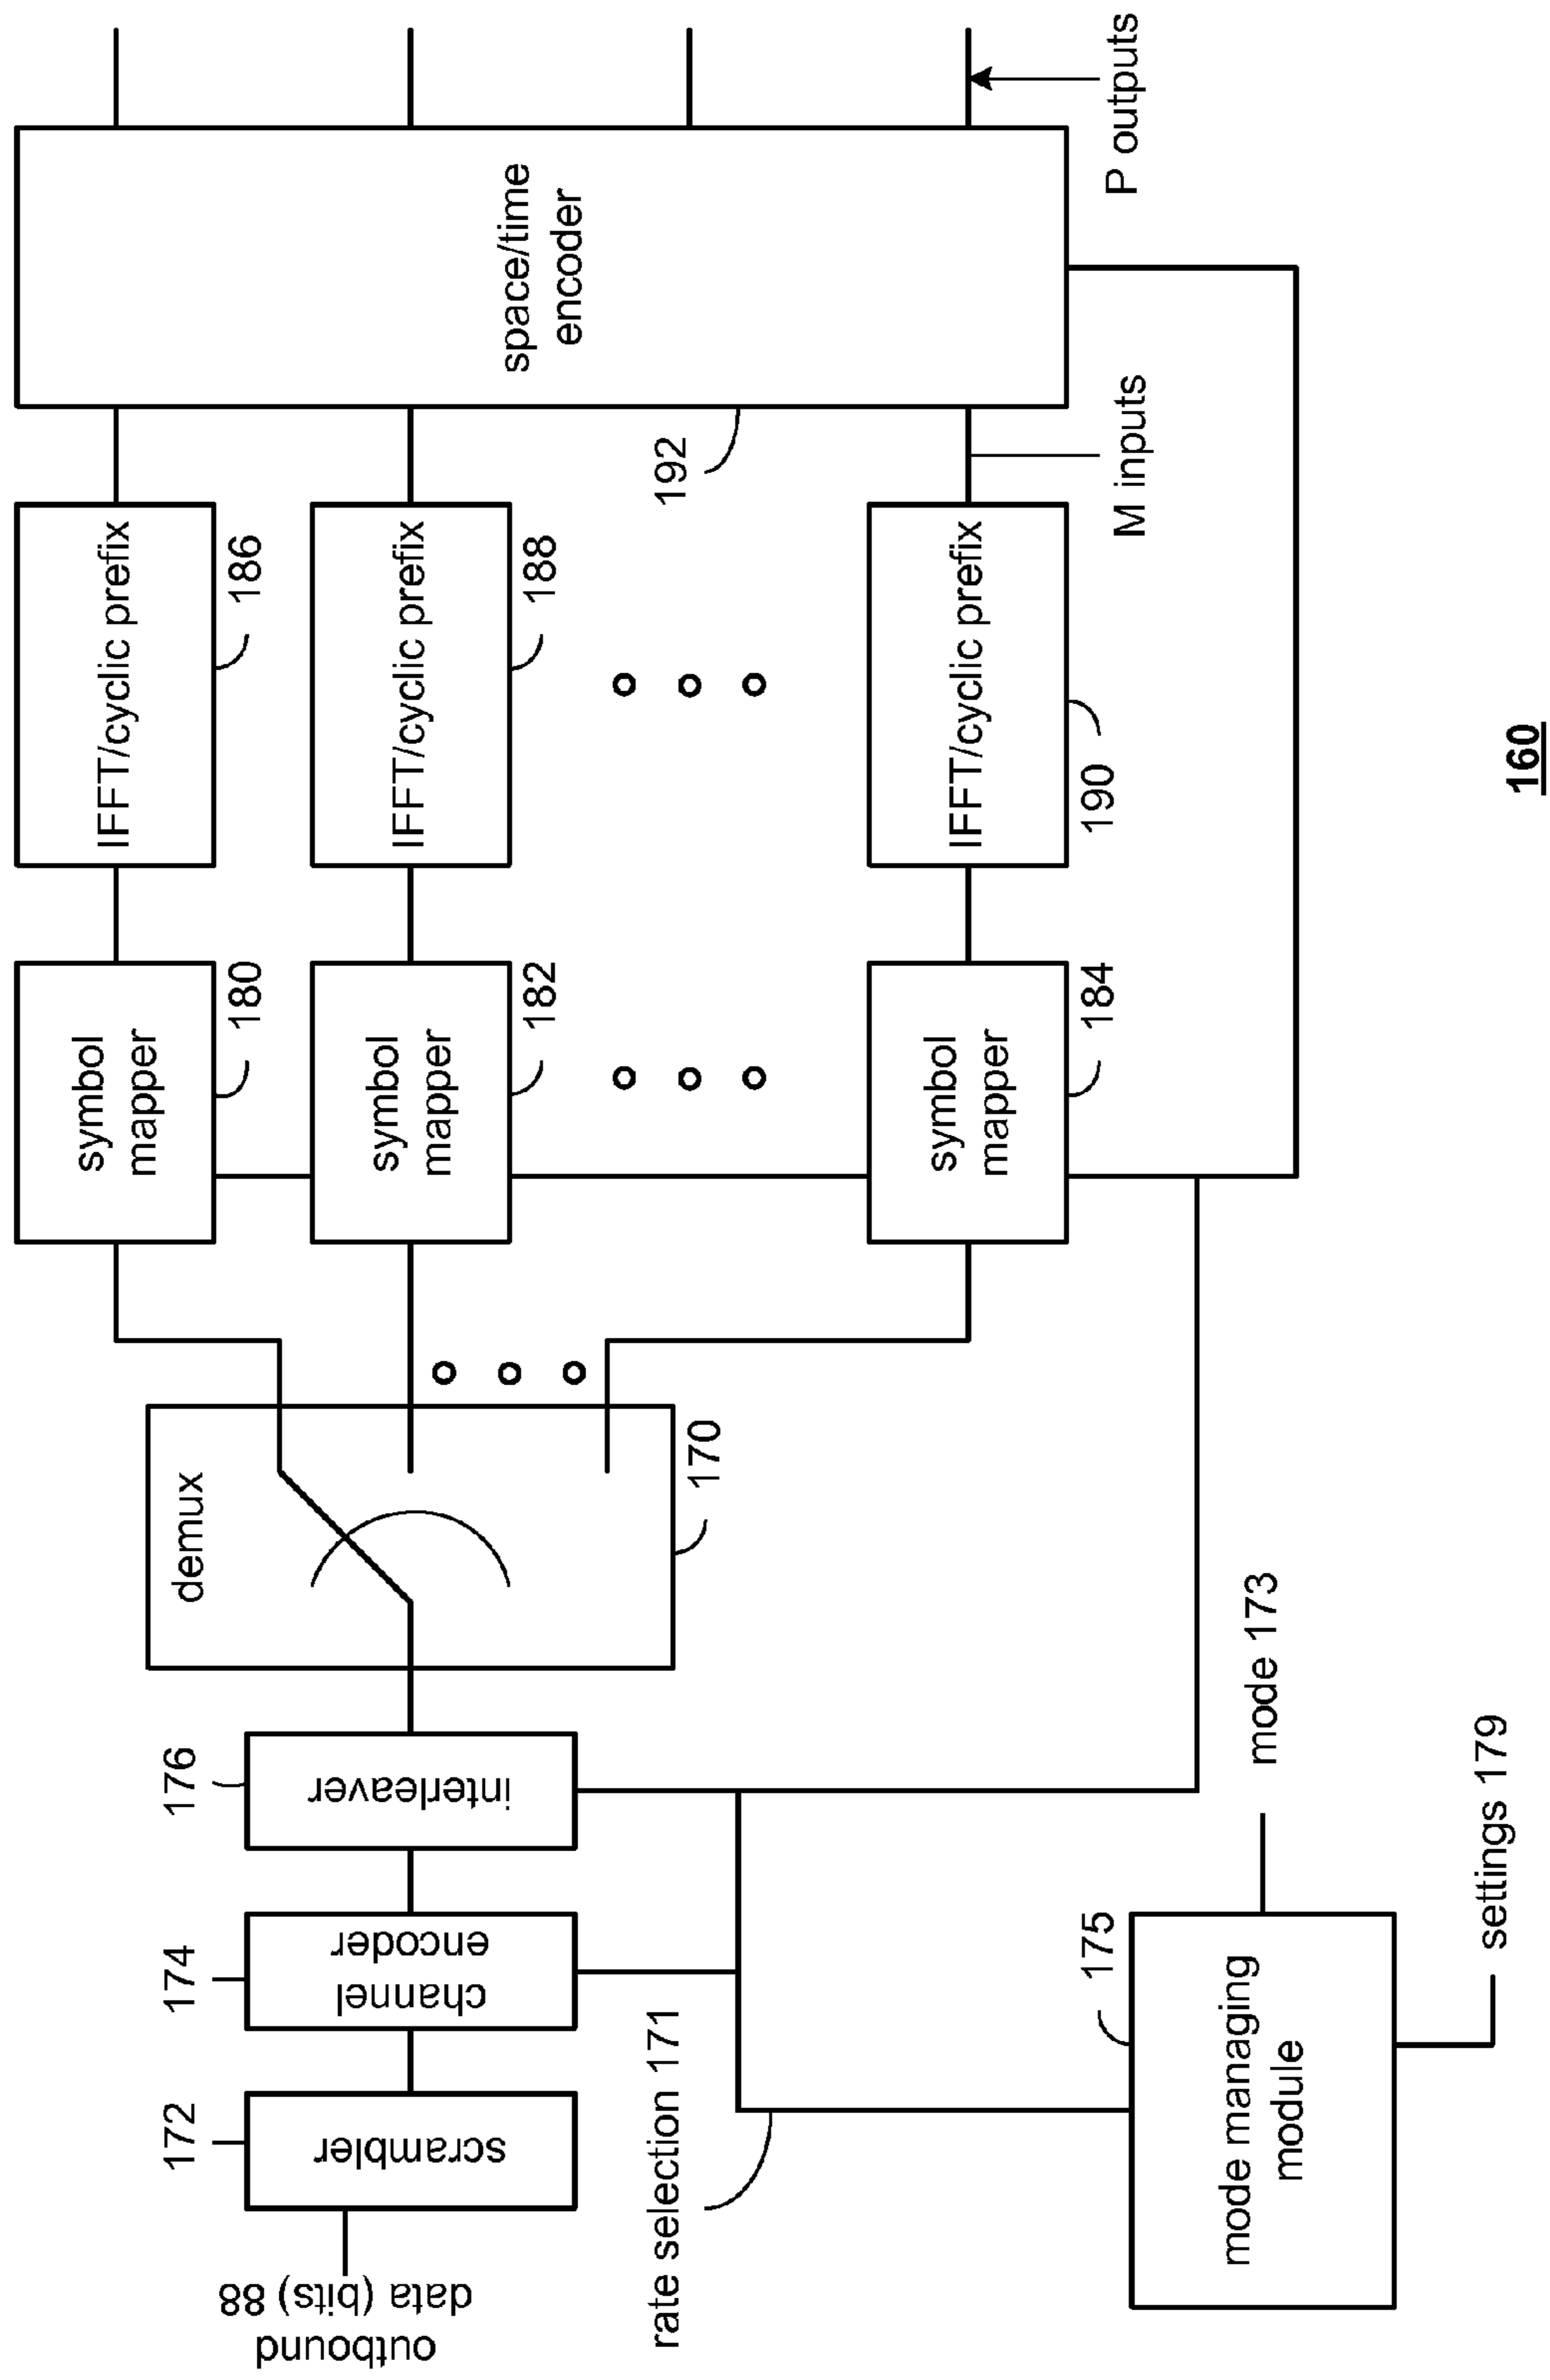 outbound
data (bits) 88
172
scrambler
174
channel
encoder
176
interleaver
demux
170
symbol
mapper
180
IFFT/cyclic prefix
186
symbol
mapper
182
IFFT/cyclic prefix
188
symbol
mapper
184
IFFT/cyclic prefix
190
192
space/time
encoder
M inputs
P outputs
rate selection 171
175
mode managing
module
mode 173
settings 179
160